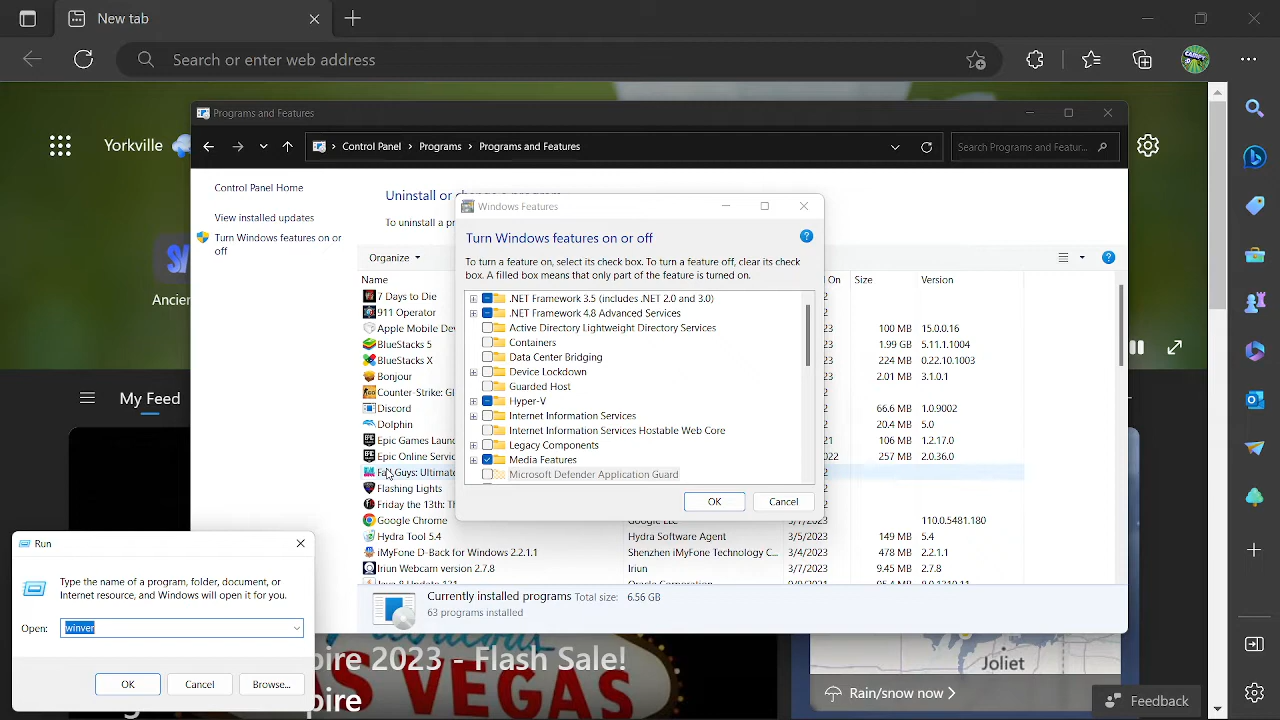 New tab
Search or enter web address
Yorkville
Programs and Features
Control Panel > Programs > Programs and Features
Search Programs and Featur...
Control Panel Home
View installed updates
Turn Windows features on or
off
Uninstall or
To uninstall a
Organize
Name
On
Size
Version
7 Days to Die
911 Operator
Apple Mobile
100 MB 15.0.0.16
BlueStacks 5
1.99 GB 5.11.1.1004
BlueStacks X
224 MB 0.22.10.1003
Bonjour
2.01 MB 3.1.0.1
Counter-Strike:
Discord
66.6 MB 1.0.9002
Dolphin
20.4 MB 5.0
Epic Games
106 MB 1.2.17.0
Epic Online
257 MB 2.0.36.0
Guys:
Flashing Lights
Friday the 13th:
Google Chrome
Google LLC
3/7/2023
110.0.5481.180
Hydra Tool 5.4
Hydra Software Agent
3/5/2023
149 MB 5.4
iMyFone D-Back for Windows 2.2.1.1
Shenzhen iMyFone Technology C...
3/4/2023
478 MB 2.2.1.1
Iriun Webcam version 2.7.8
Iriun
3/7/2023
9.45 MB 2.7.8
Currently installed programs Total size: 6.56 GB
63 programs installed
Windows Features
Turn Windows features on or off
To turn a feature on, select its check box. To turn a feature off, clear its check
box. A filled box means that only part of the feature is turned on.
.NET Framework 3.5 (includes .NET 2.0 and 3.0)
.NET Framework 4.8 Advanced Services
Active Directory Lightweight Directory Services
Containers
Data Center Bridging
Device Lockdown
Guarded Host
Hyper-V
Internet Information Services
Internet Information Services Hostable Web Core
Legacy Components
Media Features
Microsoft Defender Application Guard
OK
Cancel
Ancien
My Feed
Run
Type the name of a program, folder, document, or
Internet resource, and Windows will open it for you.
Open: winver
OK
Cancel
Browse...
pire 2023 - Flash Sale!
pire
S VEGAS
Joliet
Rain/snow now >
Feedback